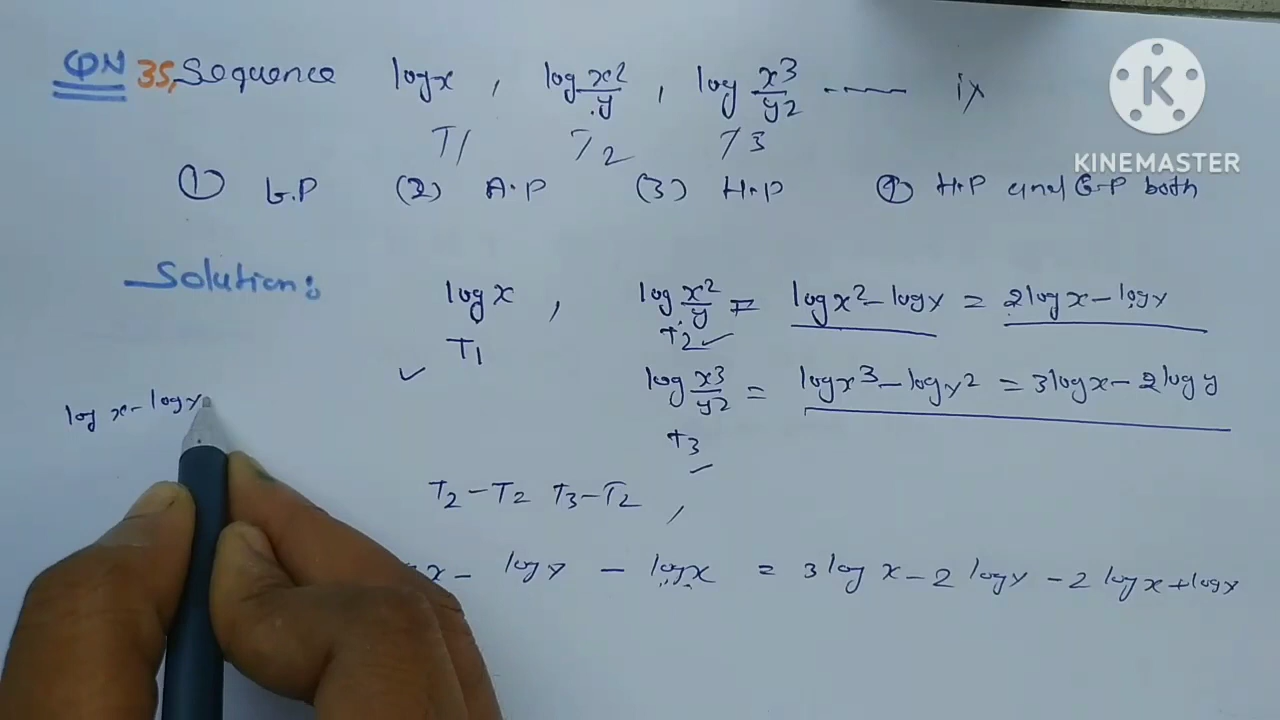 QN 35, Sequence log x , log x2/y , log x3/y2 ----- is
T1 T2 T3
K
KINEMASTER
(1) G.P (2) A.P (3) H.P (4) H.P and G.P both
Solution: log x , log x2/y = log x2 - log y = 2 log x - log y
T1 T2 ✓
✓ log x3/y2 = log x3 - log y2 = 3 log x - 2 log y
log x - log y
T3
T2 - T2 T3 - T2 ,
x - log y - log x = 3 log x - 2 log y - 2 log x + log y